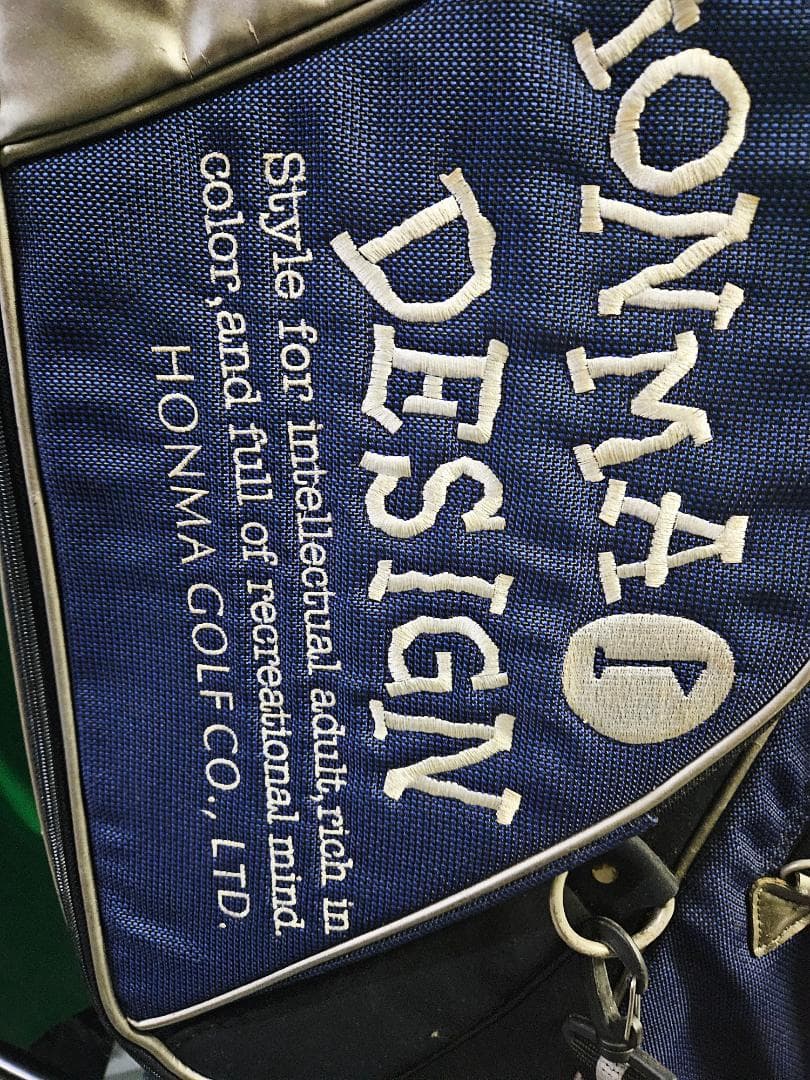 HONMA
DESIGN
Style for intellectual adult,rich in
color,and full of recreational mind.
HONMA GOLF CO., LTD.